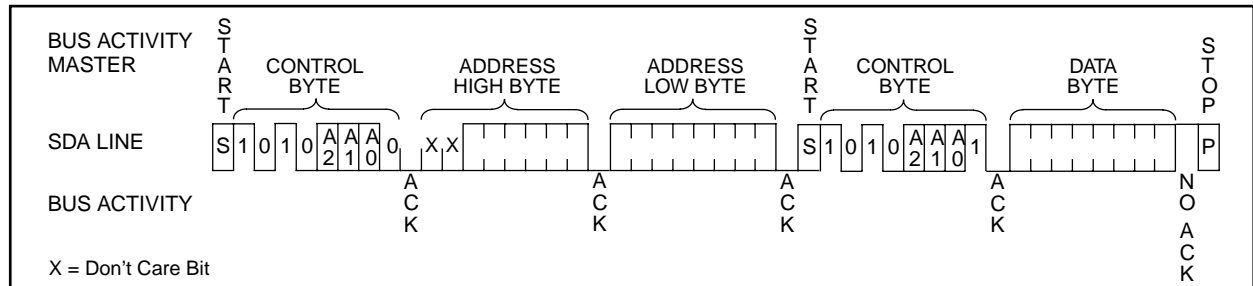 BUS ACTIVITY
MASTER
START
CONTROL
BYTE
ADDRESS
HIGH BYTE
ADDRESS
LOW BYTE
START
CONTROL
BYTE
DATA
BYTE
STOP
SDA LINE
S 1 0 1 0 A2 A1 A0 0 X X S 1 0 1 0 A2 A1 A0 1 P
BUS ACTIVITY
ACK
ACK
ACK
ACK
NO ACK
X = Don't Care Bit